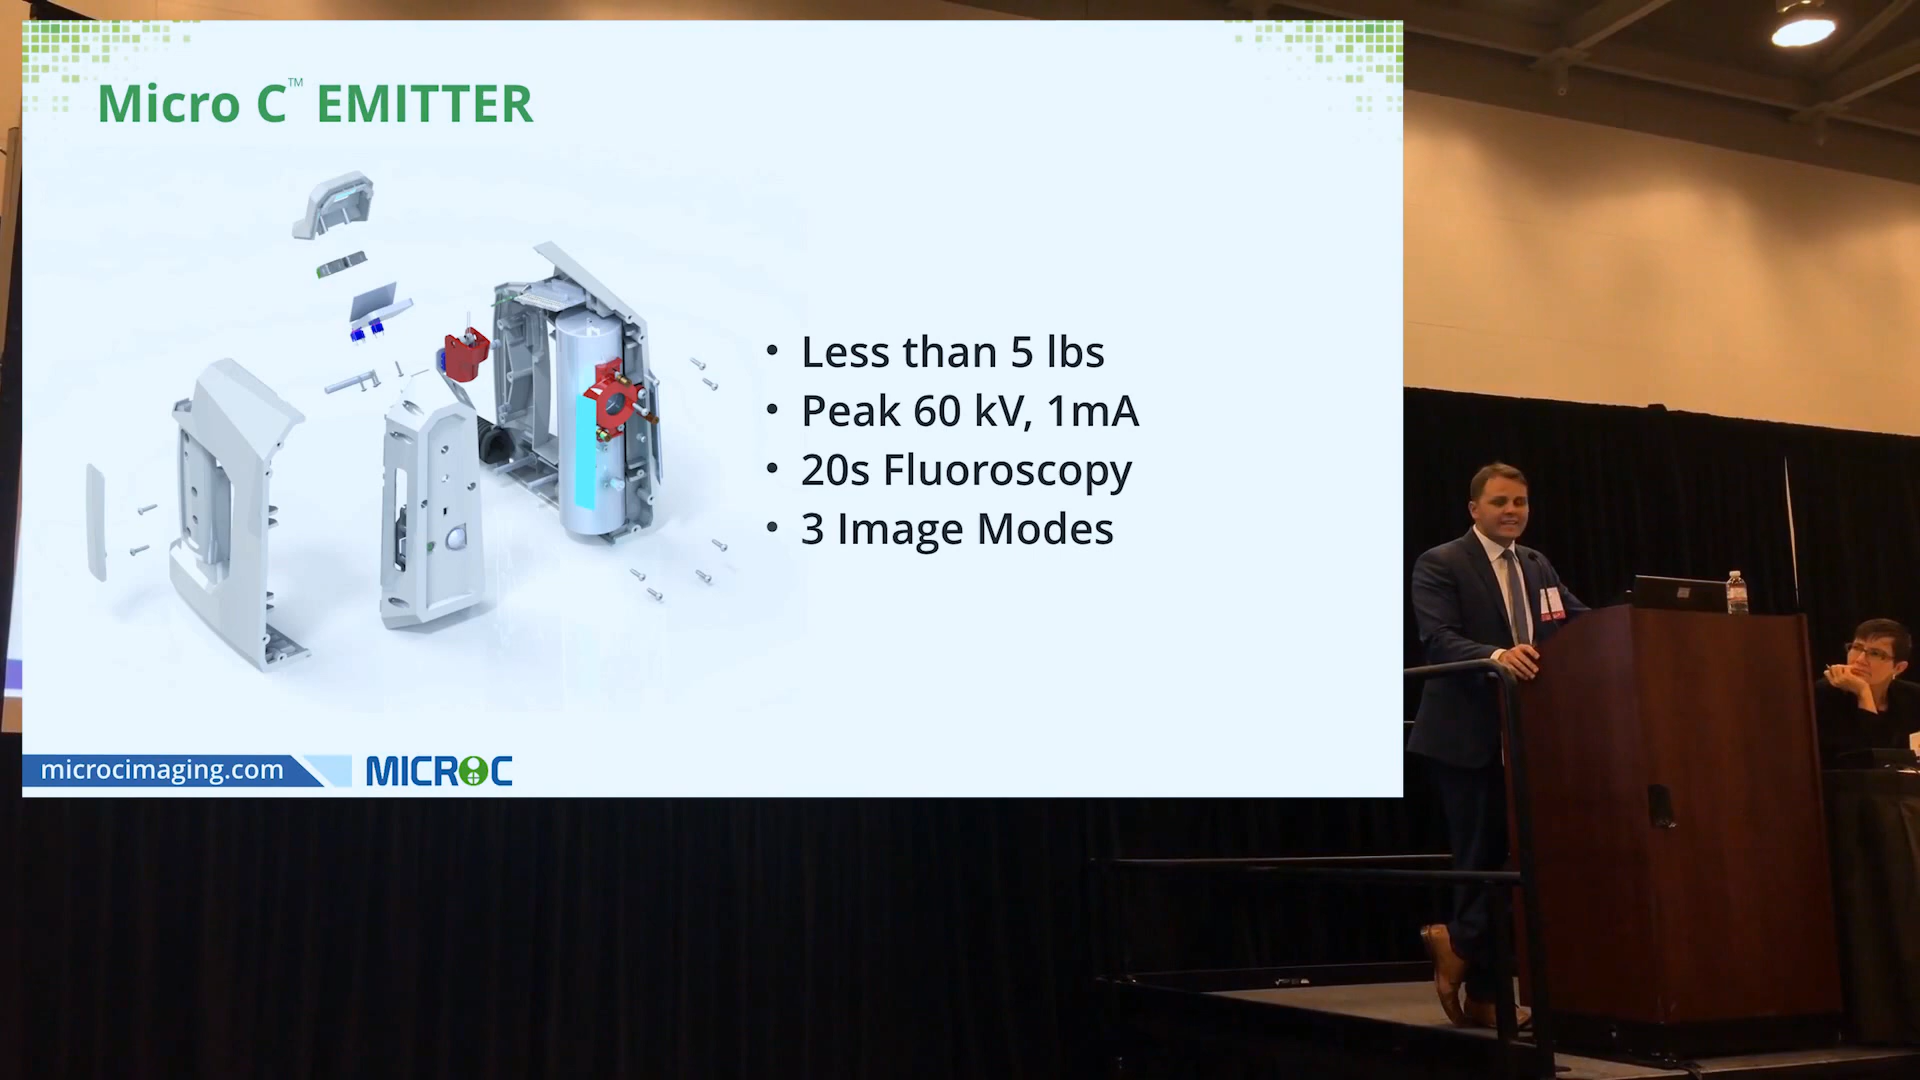 Micro C™ EMITTER
• Less than 5 lbs
• Peak 60 kV, 1mA
• 20s Fluoroscopy
• 3 Image Modes
microcimaging.com
MICROC